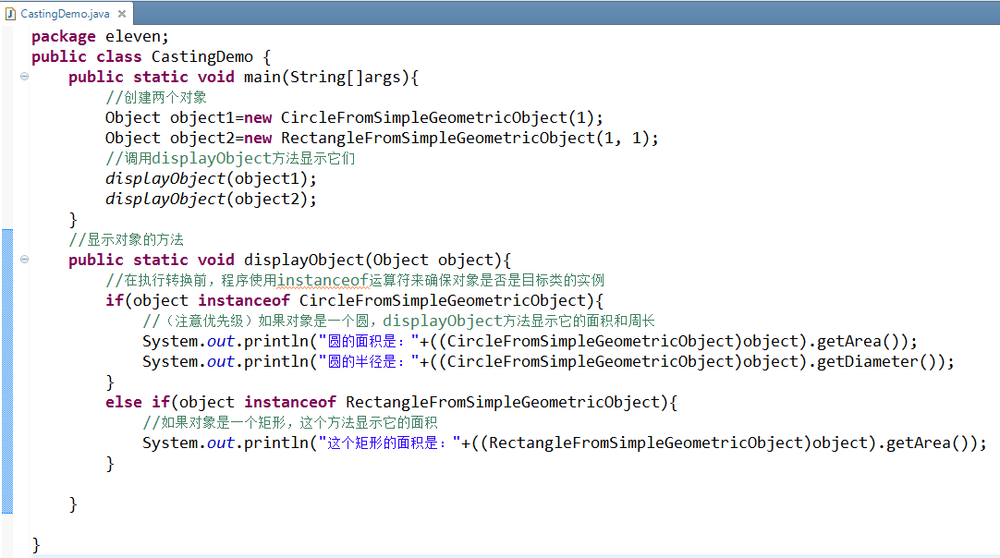 CastingDemo.java
package eleven;
public class CastingDemo {
    public static void main(String[]args){
        //创建两个对象
        Object object1=new CircleFromSimpleGeometricObject(1);
        Object object2=new RectangleFromSimpleGeometricObject(1, 1);
        //调用displayObject方法显示它们
        displayObject(object1);
        displayObject(object2);
    }
    //显示对象的方法
    public static void displayObject(Object object){
        //在执行转换前，程序使用instanceof运算符来确保对象是否是目标类的实例
        if(object instanceof CircleFromSimpleGeometricObject){
            //（注意优先级）如果对象是一个圆，displayObject方法显示它的面积和周长
            System.out.println("圆的面积是："+((CircleFromSimpleGeometricObject)object).getArea());
            System.out.println("圆的半径是："+((CircleFromSimpleGeometricObject)object).getDiameter());
        }
        else if(object instanceof RectangleFromSimpleGeometricObject){
            //如果对象是一个矩形，这个方法显示它的面积
            System.out.println("这个矩形的面积是："+((RectangleFromSimpleGeometricObject)object).getArea());
        }
    }
}